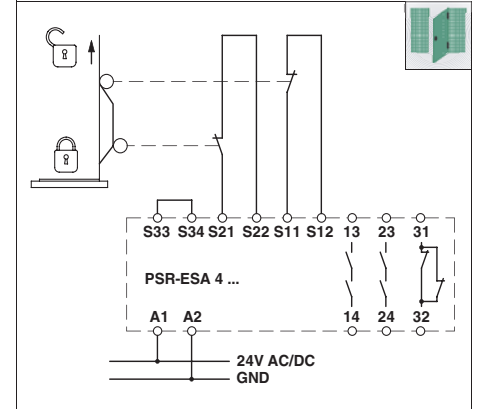 S33 S34 S21 S22 S11 S12 13 23 31
PSR-ESA 4 ...
A1 A2 14 24 32
24V AC/DC
GND